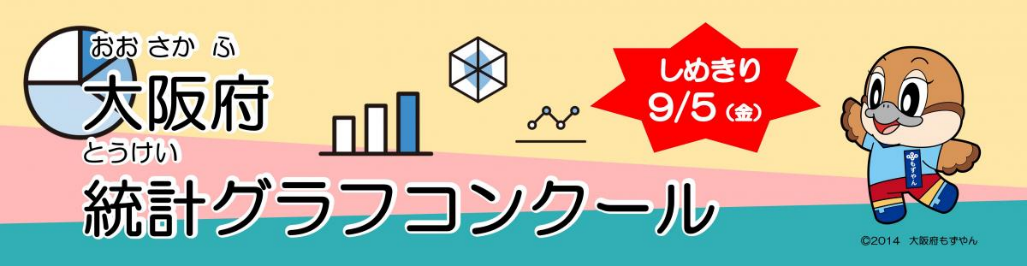 おおさかふ
大阪府
とうけい
統計グラフコンクール
しめきり
9/5（金）
もずやん
©2014 大阪府もずやん